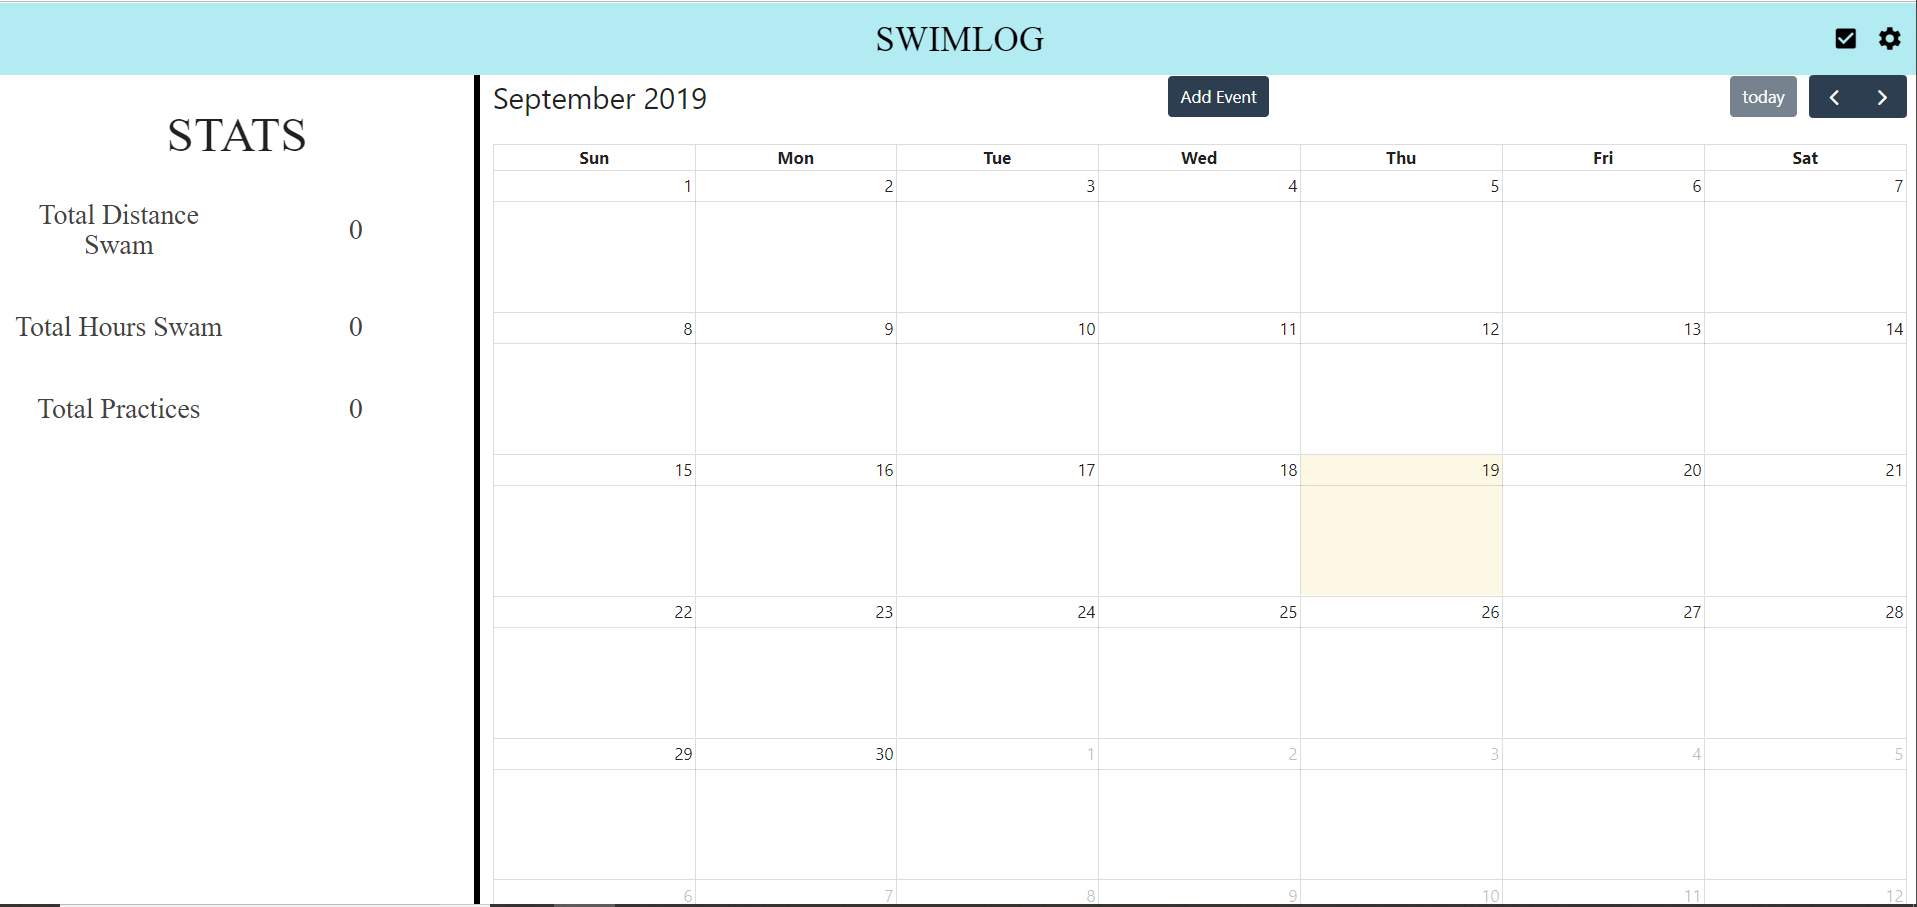 SWIMLOG
STATS
Total Distance
Swam
0
Total Hours Swam 0
Total Practices 0
September 2019 Add Event today
Sun Mon Tue Wed Thu Fri Sat
1 2 3 4 5 6 7
8 9 10 11 12 13 14
15 16 17 18 19 20 21
22 23 24 25 26 27 28
29 30 1 2 3 4 5
6 7 8 9 10 11 12